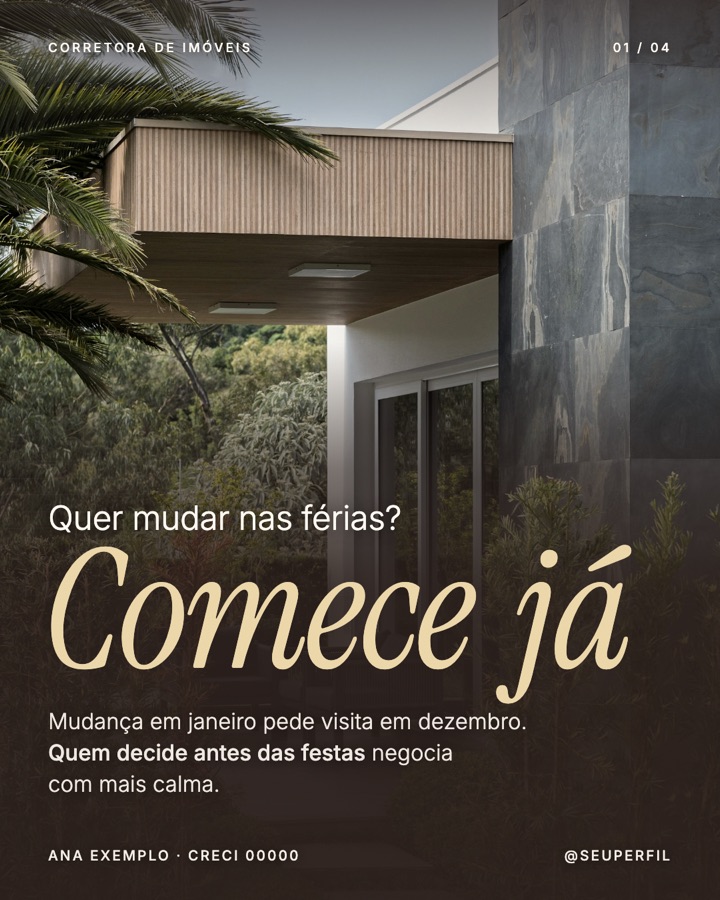 CORRETORA DE IMÓVEIS
01 / 04
Quer mudar nas férias?
Comece já
Mudança em janeiro pede visita em dezembro.
Quem decide antes das festas negocia
com mais calma.
ANA EXEMPLO · CRECI 00000
@SEUPERFIL